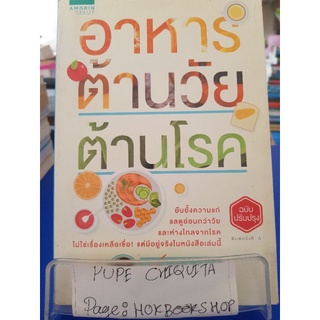 AMARIN
อาหาร
ต้านวัย
ต้านโรค
ฉบับ
ปรับปรุง
ยับยั้งความแก่
แลดูอ่อนกว่าวัย
และห่างไกลจากโรค
ไม่ใช่เรื่องเหลือเชื่อ! แต่มีอยู่จริงในหนังสือเล่มนี้
PUPE CHIQUITA
Page: HOKBOOKSHOP